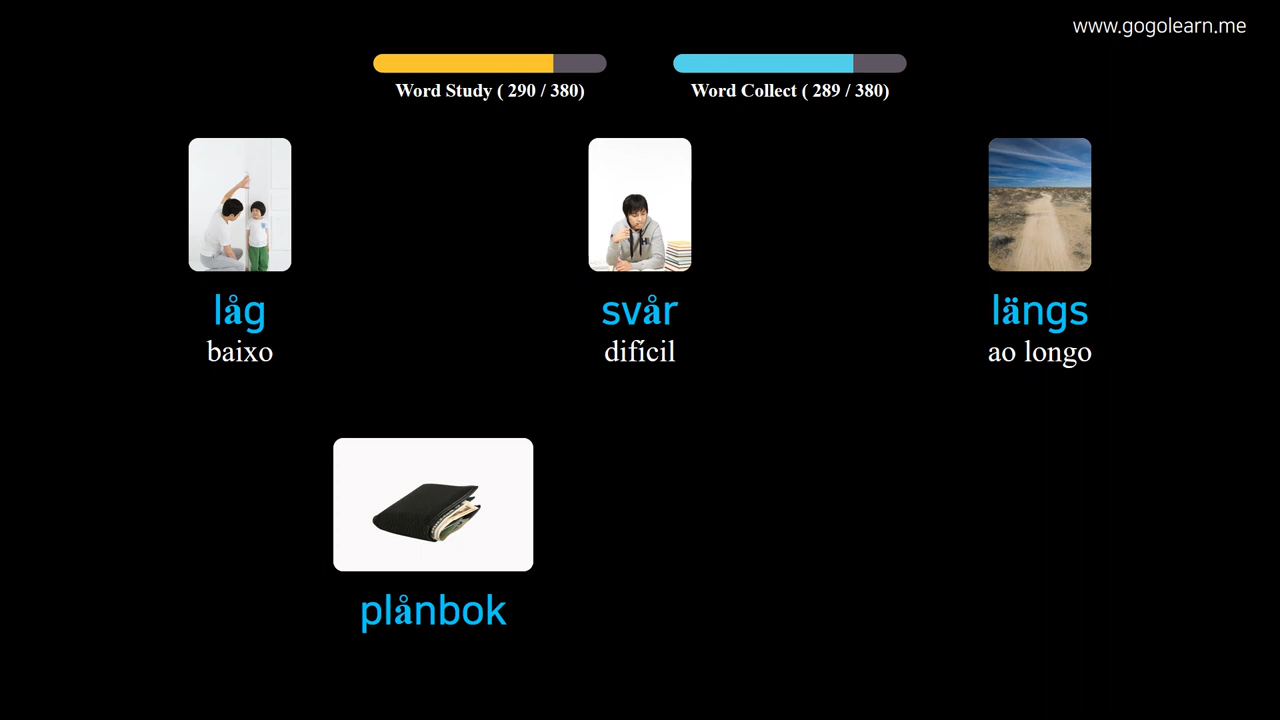 www.gogolearn.me
Word Study ( 290 / 380)
Word Collect ( 289 / 380)
låg
baixo
svår
difícil
längs
ao longo
plånbok